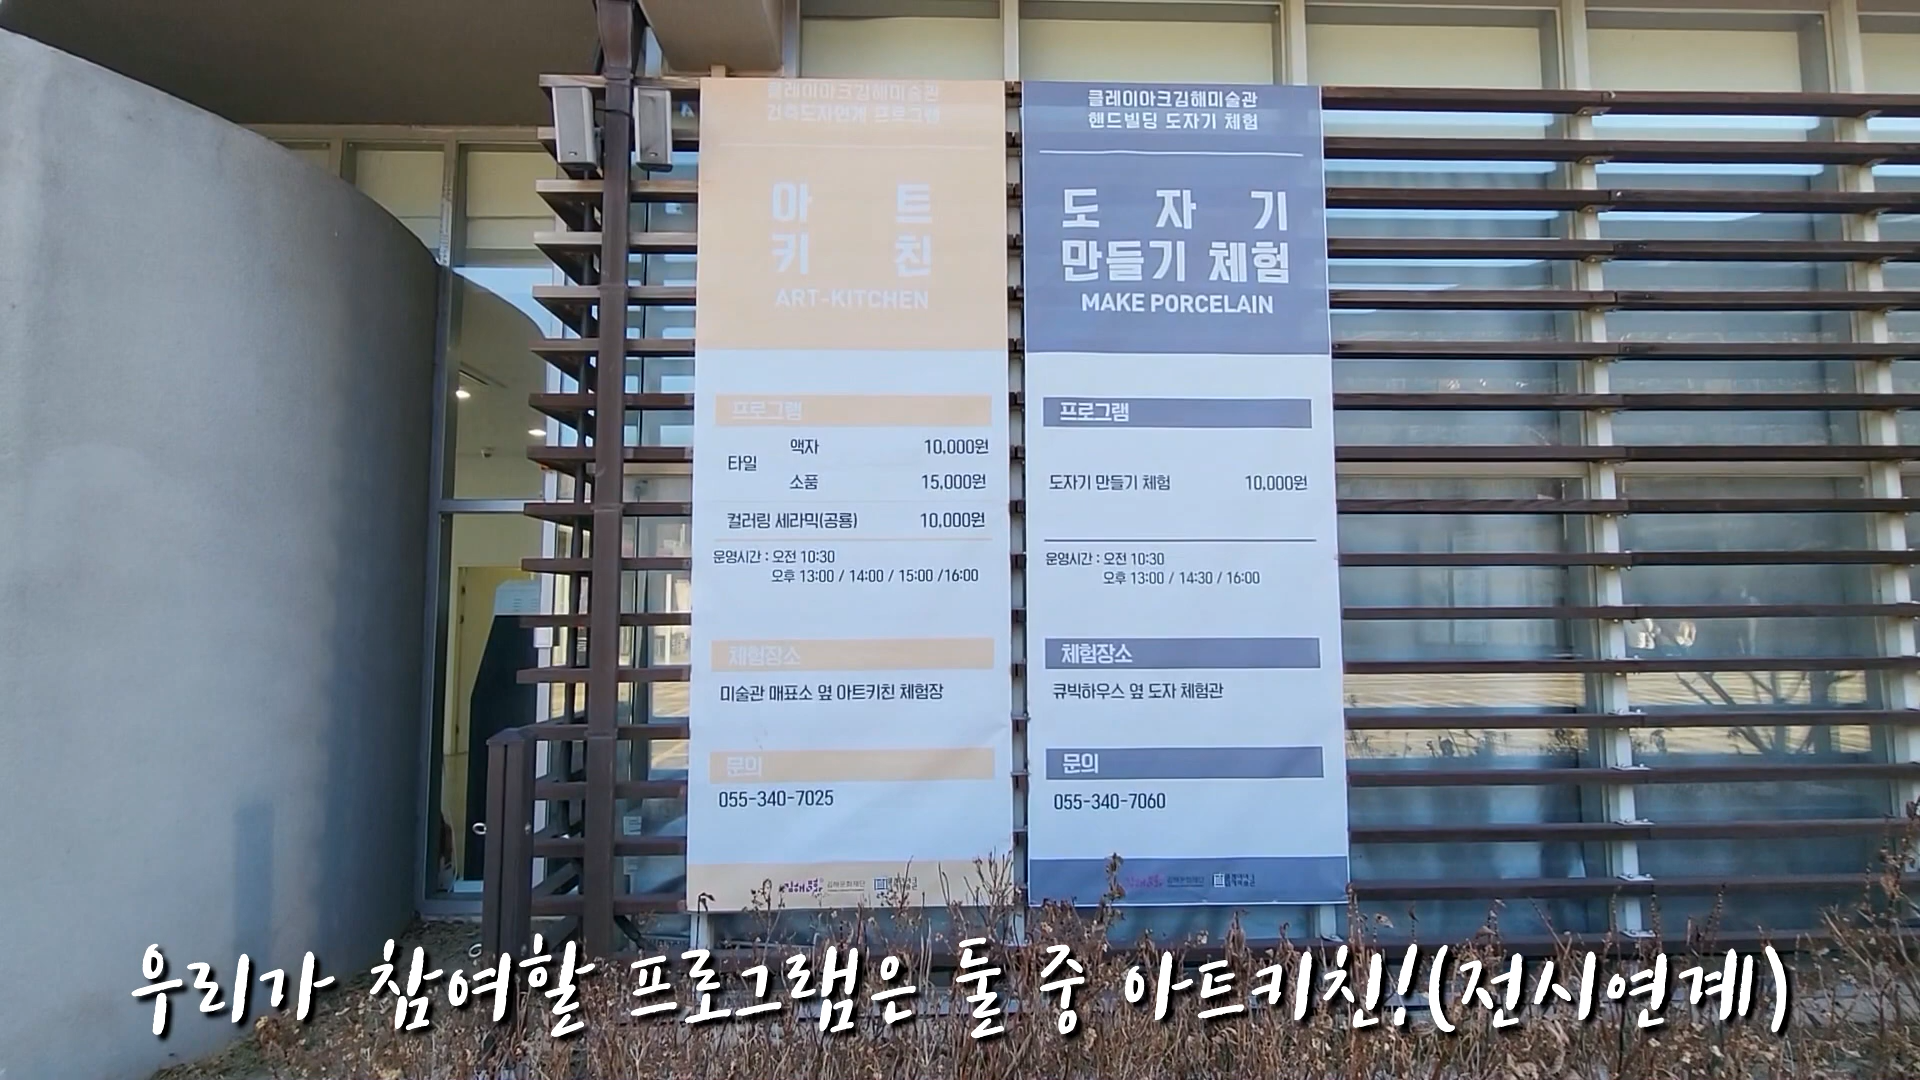 클레이아크김해미술관
건축도자연계 프로그램
아 트
키 친
ART-KITCHEN
프로그램
타일
액자 10,000원
소품 15,000원
컬러링 세라믹(공룡) 10,000원
운영시간 : 오전 10:30
오후 13:00 / 14:00 / 15:00 /16:00
체험장소
미술관 매표소 옆 아트키친 체험장
문의
055-340-7025
클레이아크김해미술관
핸드빌딩 도자기 체험
도 자 기
만들기 체험
MAKE PORCELAIN
프로그램
도자기 만들기 체험 10,000원
운영시간 : 오전 10:30
오후 13:00 / 14:30 / 16:00
체험장소
큐빅하우스 옆 도자 체험관
문의
055-340-7060
우리가 참여할 프로그램은 둘 중 아트키친!(전시연계)